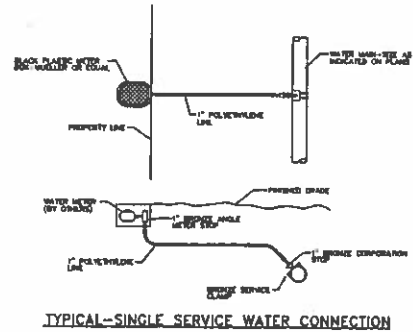 BLACK PLASTIC METER
BOX-MUELLER OR EQUAL
WATER MAIN-SIZE AS
INDICATED ON PLANS
1" POLYETHYLENE
LINE
PROPERTY LINE
FINISHED GRADE
WATER METER
(BY OTHERS)
1" BRONZE ANGLE
METER STOP
1" POLYETHYLENE
LINE
1" BRONZE CORPORATION
STOP
BRONZE SERVICE
CLAMP
TYPICAL-SINGLE SERVICE WATER CONNECTION